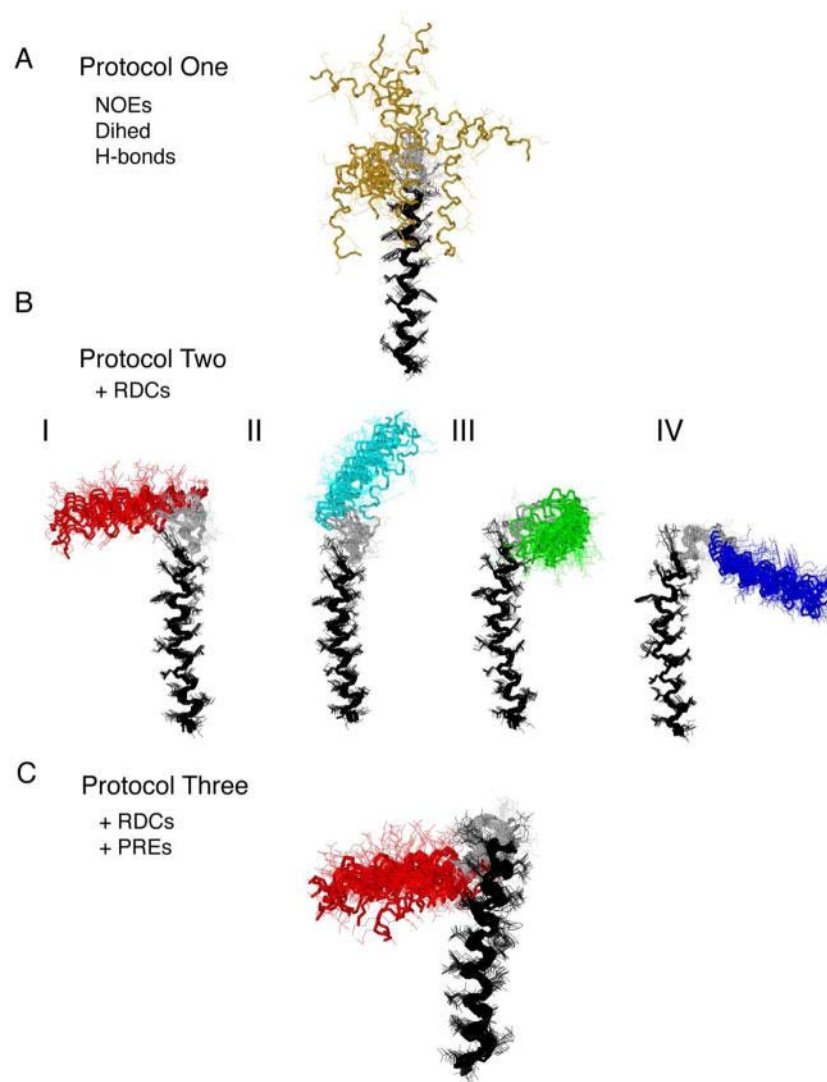 A
Protocol One
NOEs
Dihed
H-bonds
B
Protocol Two
+ RDCs
I
II
III
IV
C
Protocol Three
+ RDCs
+ PREs